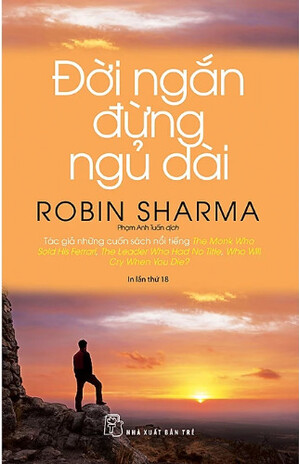 Đời ngắn
đừng
ngủ dài
ROBIN SHARMA
Phạm Anh Tuấn dịch
Tác giả những cuốn sách nổi tiếng The Monk Who
Sold His Ferrari, The Leader Who Had No Title, Who Will
Cry When You Die?
In lần thứ 18
NHÀ XUẤT BẢN TRẺ